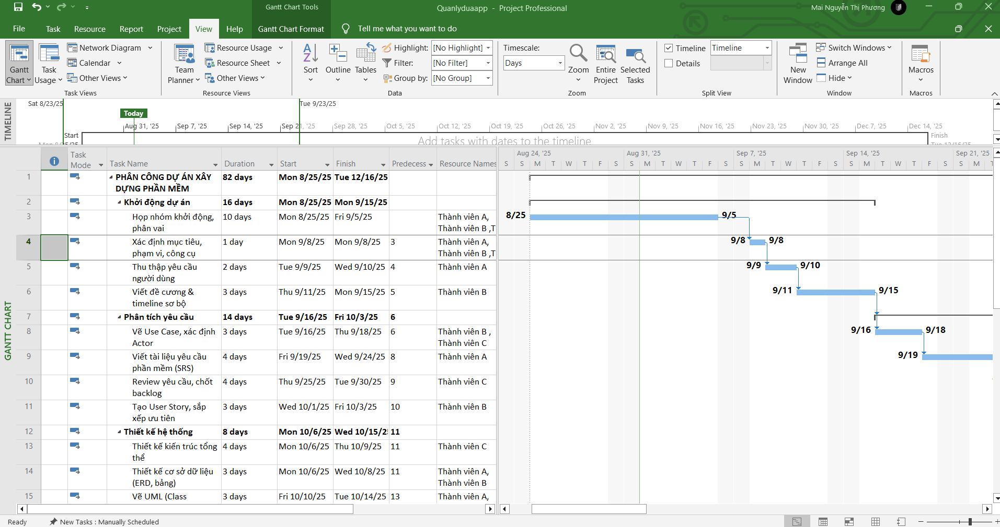 Gantt Chart Tools
Quanlyduaapp - Project Professional
Mai Nguyễn Thị Phương
File Task Resource Report Project View Help Gantt Chart Format Tell me what you want to do
Gantt Chart
Task Usage
Network Diagram
Calendar
Other Views
Task Views
Team Planner
Resource Usage
Resource Sheet
Other Views
Resource Views
Sort
Outline
Tables
Highlight: [No Highlight]
Filter: [No Filter]
Group by: [No Group]
Data
Timescale:
Days
Zoom
Entire Project
Selected Tasks
Zoom
Timeline Timeline
Details
Split View
New Window
Switch Windows
Arrange All
Hide
Window
Macros
Macros
TIMELINE
Sat 8/23/25 Tue 9/23/25
Today
Aug 31, '25 Sep 7, '25 Sep 14, '25 Sep 21, '25 Sep 28, '25 Oct 5, '25 Oct 12, '25 Oct 19, '25 Oct 26, '25 Nov 2, '25 Nov 9, '25 Nov 16, '25 Nov 23, '25 Nov 30, '25 Dec 7, '25 Dec 14, '25
Start
Mon 8/25/25
Add tasks with dates to the timeline
Finish
Tue 12/16/25
GANTT CHART
Task Mode Task Name Duration Start Finish Predecess Resource Names
1 PHÂN CÔNG DỰ ÁN XÂY DỰNG PHẦN MỀM 82 days Mon 8/25/25 Tue 12/16/25
2 Khởi động dự án 16 days Mon 8/25/25 Mon 9/15/25
3 Họp nhóm khởi động, phân vai 10 days Mon 8/25/25 Fri 9/5/25 Thành viên A, Thành viên B ,T
4 Xác định mục tiêu, phạm vi, công cụ 1 day Mon 9/8/25 Mon 9/8/25 3 Thành viên A, Thành viên B ,T
5 Thu thập yêu cầu người dùng 2 days Tue 9/9/25 Wed 9/10/25 4 Thành viên A
6 Viết đề cương & timeline sơ bộ 3 days Thu 9/11/25 Mon 9/15/25 5 Thành viên B
7 Phân tích yêu cầu 14 days Tue 9/16/25 Fri 10/3/25 6
8 Vẽ Use Case, xác định Actor 3 days Tue 9/16/25 Thu 9/18/25 6 Thành viên B , Thành viên C
9 Viết tài liệu yêu cầu phần mềm (SRS) 4 days Fri 9/19/25 Wed 9/24/25 8 Thành viên A
10 Review yêu cầu, chốt backlog 4 days Thu 9/25/25 Tue 9/30/25 9 Thành viên C
11 Tạo User Story, sắp xếp ưu tiên 3 days Wed 10/1/25 Fri 10/3/25 10 Thành viên B
12 Thiết kế hệ thống 8 days Mon 10/6/25 Wed 10/15/2 11
13 Thiết kế kiến trúc tổng thể 4 days Mon 10/6/25 Thu 10/9/25 11 Thành viên C
14 Thiết kế cơ sở dữ liệu (ERD, bảng) 3 days Mon 10/6/25 Wed 10/8/25 11 Thành viên A, Thành viên B
15 Vẽ UML (Class 3 days Fri 10/10/25 Tue 10/14/25 13 Thành viên A,
Aug 24, '25 Aug 31, '25 Sep 7, '25 Sep 14, '25 Sep 21, '25
S S M T W T F S S M T W T F S S M T W T F S S M T W T F S S M T
8/25 9/5
9/8 9/8
9/9 9/10
9/11 9/15
9/16 9/18
9/19
Ready New Tasks : Manually Scheduled